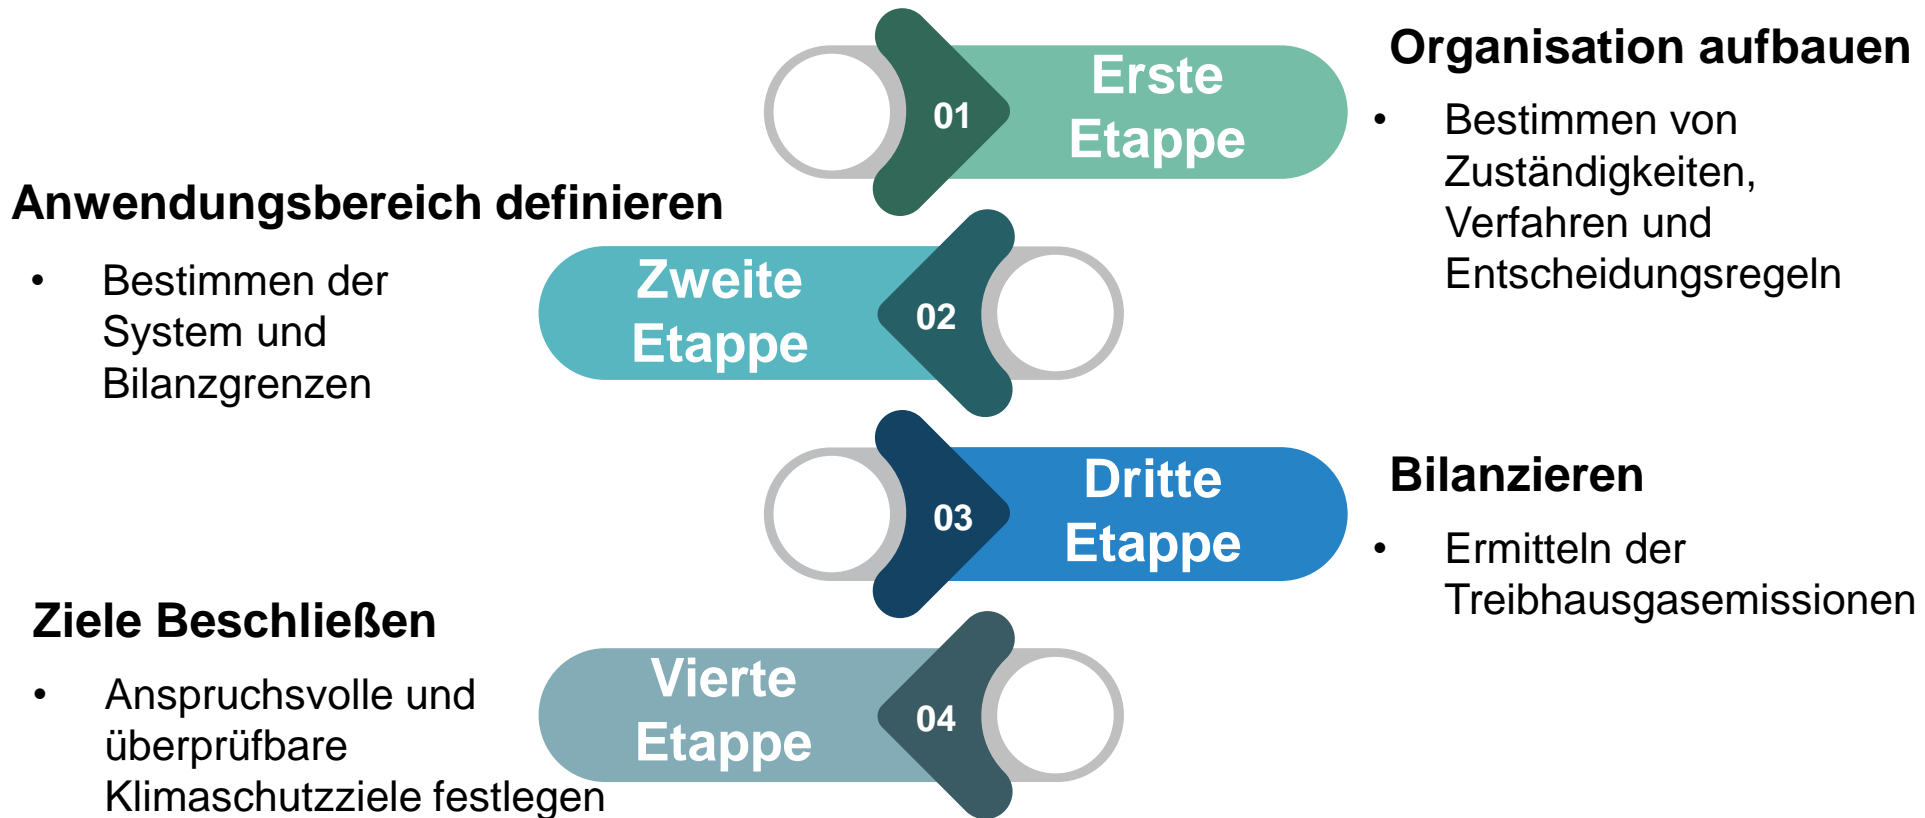 01
Erste
Etappe
Organisation aufbauen
• Bestimmen von
Zuständigkeiten,
Verfahren und
Entscheidungsregeln
Anwendungsbereich definieren
• Bestimmen der
System und
Bilanzgrenzen
Zweite
Etappe
02
03
Dritte
Etappe
Bilanzieren
• Ermitteln der
Treibhausgasemissionen
Ziele Beschließen
• Anspruchsvolle und
überprüfbare
Klimaschutzziele festlegen
Vierte
Etappe
04